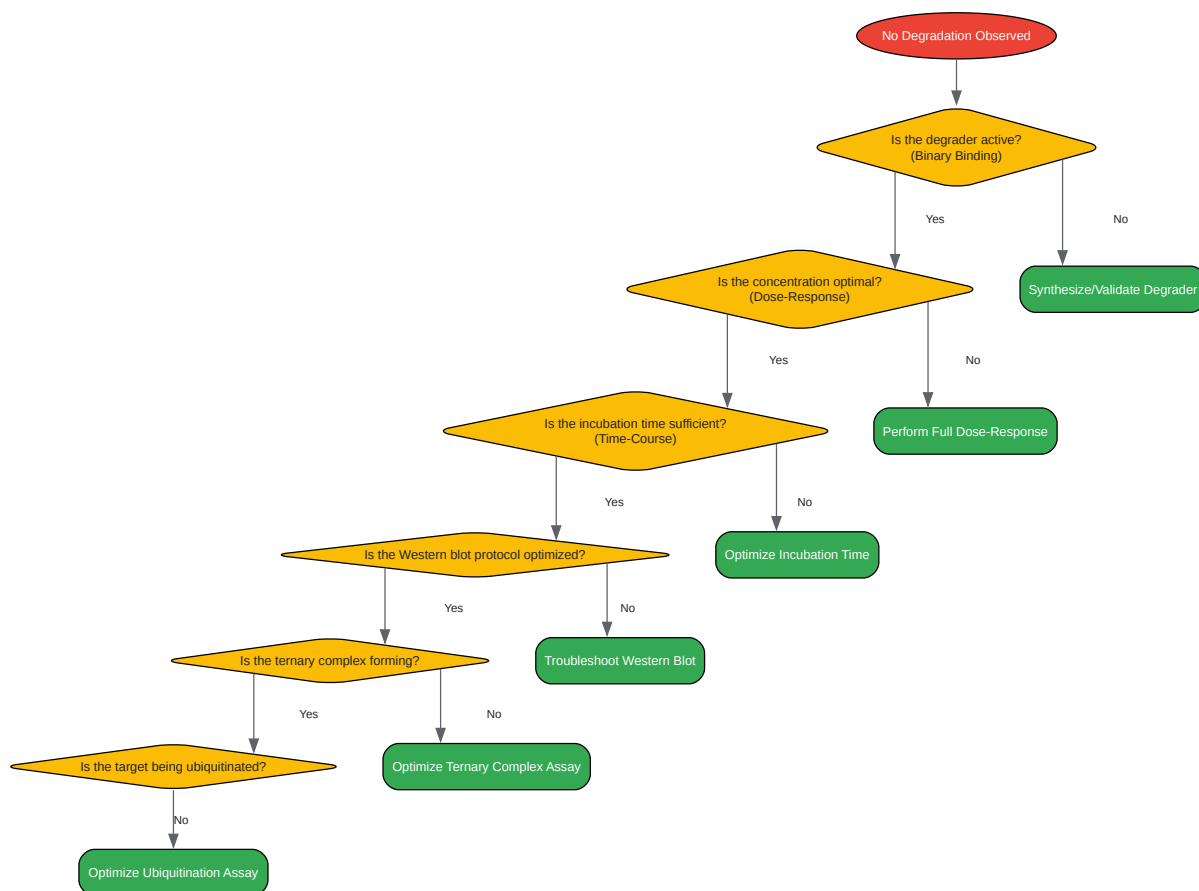 No Degradation Observed
Is the degrader active?
(Binary Binding)
Yes
No
Is the concentration optimal?
(Dose-Response)
Synthesize/Validate Degrader
Yes
No
Is the incubation time sufficient?
(Time-Course)
Perform Full Dose-Response
Yes
No
Is the Western blot protocol optimized?
Optimize Incubation Time
Yes
No
Is the ternary complex forming?
Troubleshoot Western Blot
Yes
No
Is the target being ubiquitinated?
Optimize Ternary Complex Assay
No
Optimize Ubiquitination Assay